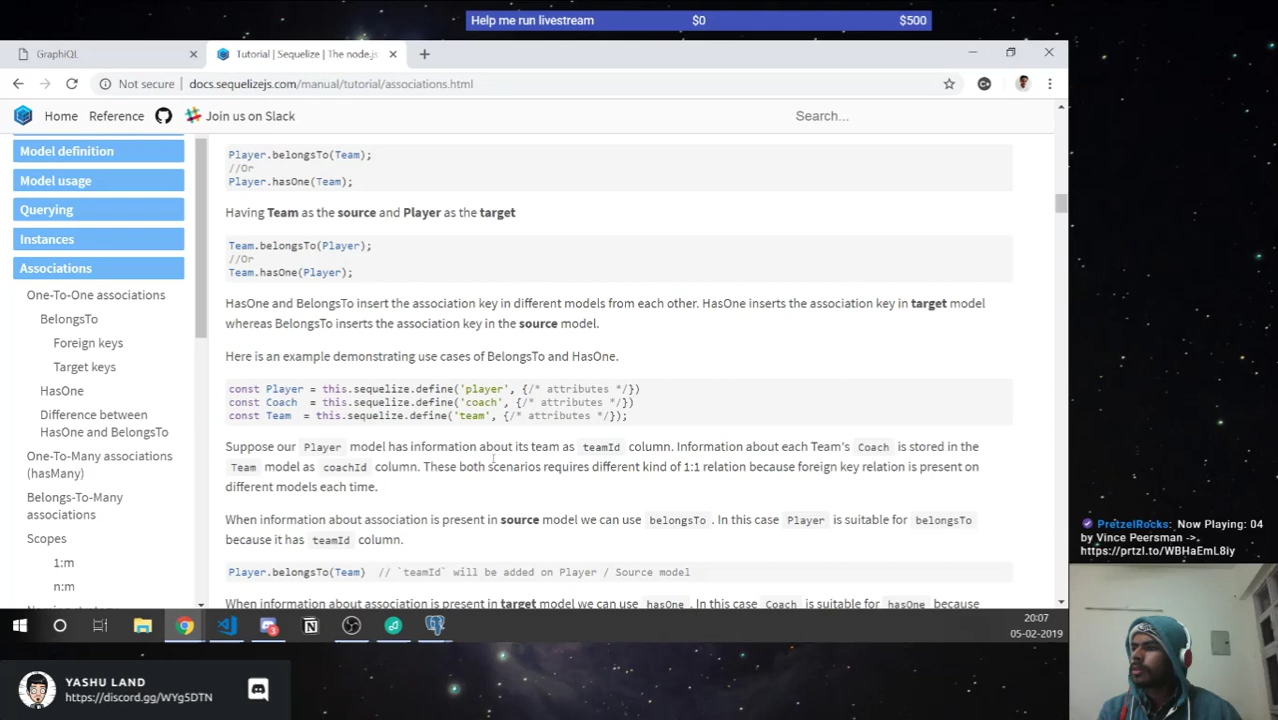 Help me run livestream $0 $500
GraphiQL
Tutorial | Sequelize | The node.js
Not secure | docs.sequelizejs.com/manual/tutorial/associations.html
Home Reference Join us on Slack Search...
Model definition
Model usage
Querying
Instances
Associations
One-To-One associations
BelongsTo
Foreign keys
Target keys
HasOne
Difference between
HasOne and BelongsTo
One-To-Many associations
(hasMany)
Belongs-To-Many
associations
Scopes
1:m
n:m
Player.belongsTo(Team);
//Or
Player.hasOne(Team);
Having Team as the source and Player as the target
Team.belongsTo(Player);
//Or
Team.hasOne(Player);
HasOne and BelongsTo insert the association key in different models from each other. HasOne inserts the association key in target model
whereas BelongsTo inserts the association key in the source model.
Here is an example demonstrating use cases of BelongsTo and HasOne.
const Player = this.sequelize.define('player', {/* attributes */})
const Coach = this.sequelize.define('coach', {/* attributes */})
const Team = this.sequelize.define('team', {/* attributes */});
Suppose our Player model has information about its team as teamId column. Information about each Team's Coach is stored in the
Team model as coachId column. These both scenarios requires different kind of 1:1 relation because foreign key relation is present on
different models each time.
When information about association is present in source model we can use belongsTo. In this case Player is suitable for belongsTo
because it has teamId column.
Player.belongsTo(Team) // `teamId` will be added on Player / Source model
When information about association is present in target model we can use hasOne. In this case Coach is suitable for hasOne because
20:07
05-02-2019
PretzelRocks: Now Playing: 04
by Vince Peersman ->
https://prtzl.to/WBHaEmL8iy
YASHU LAND
https://discord.gg/WYg5DTN